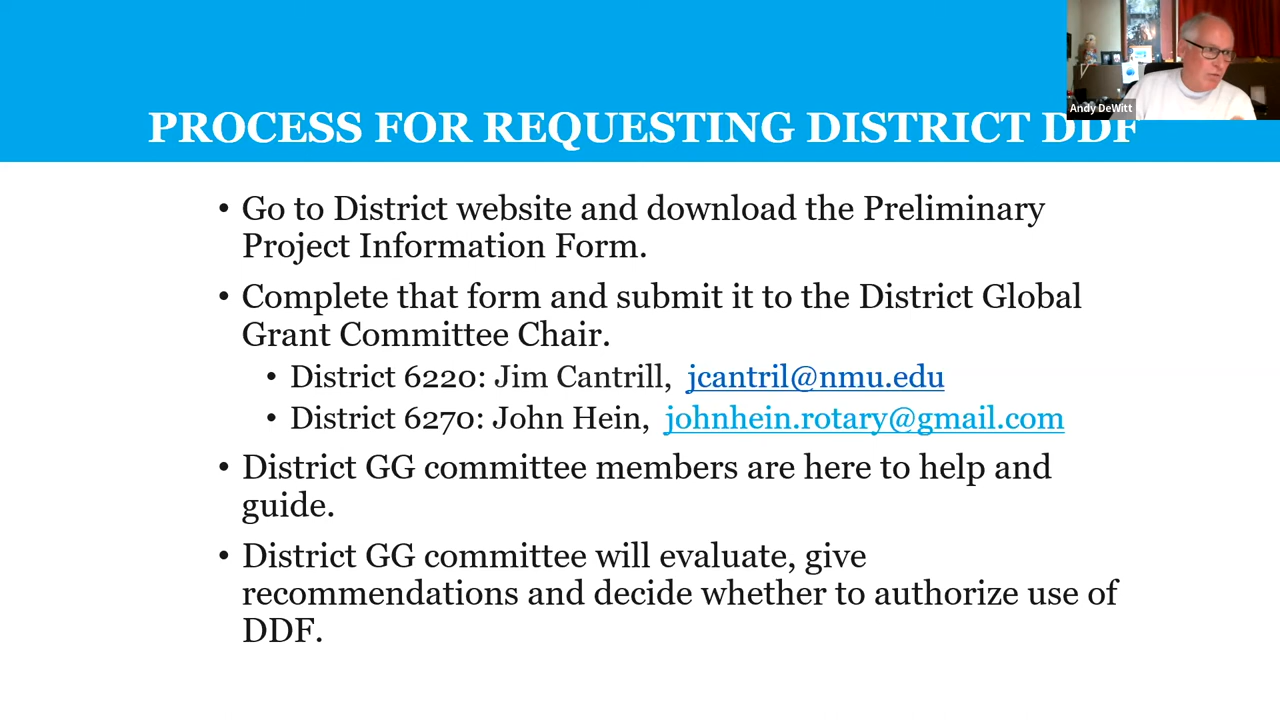 Andy DeWitt
PROCESS FOR REQUESTING DISTRICT DDF
• Go to District website and download the Preliminary
Project Information Form.
• Complete that form and submit it to the District Global
Grant Committee Chair.
• District 6220: Jim Cantrill, jcantril@nmu.edu
• District 6270: John Hein, johnhein.rotary@gmail.com
• District GG committee members are here to help and
guide.
• District GG committee will evaluate, give
recommendations and decide whether to authorize use of
DDF.